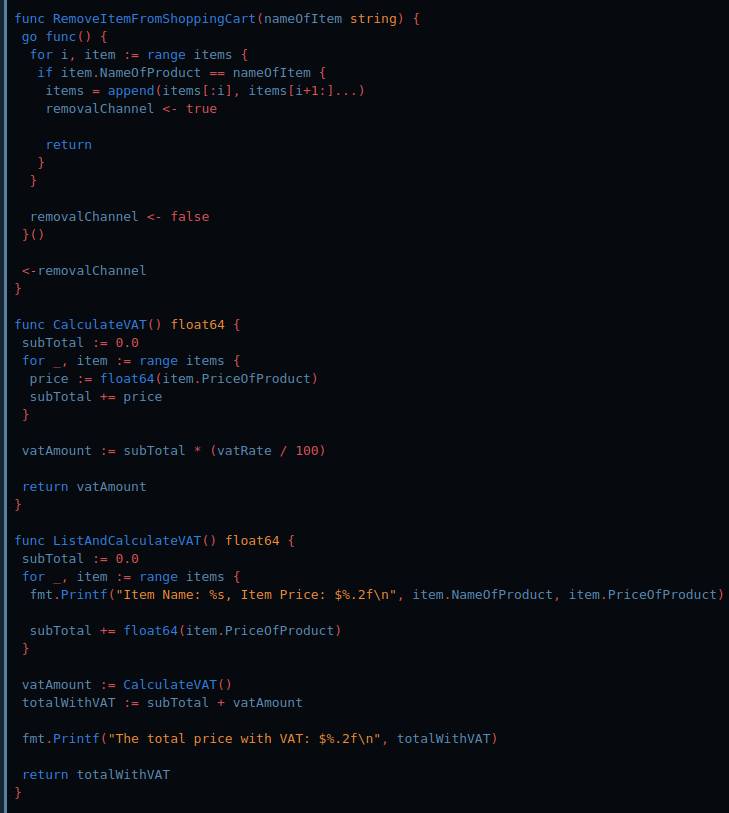 func RemoveItemFromShoppingCart(nameOfItem string) {
 go func() {
  for i, item := range items {
   if item.NameOfProduct == nameOfItem {
    items = append(items[:i], items[i+1:]...)
    removalChannel <- true

    return
   }
  }

  removalChannel <- false
 }()

 <-removalChannel
}

func CalculateVAT() float64 {
 subTotal := 0.0
 for _, item := range items {
  price := float64(item.PriceOfProduct)
  subTotal += price
 }

 vatAmount := subTotal * (vatRate / 100)

 return vatAmount
}

func ListAndCalculateVAT() float64 {
 subTotal := 0.0
 for _, item := range items {
  fmt.Printf("Item Name: %s, Item Price: $%.2f\n", item.NameOfProduct, item.PriceOfProduct)

  subTotal += float64(item.PriceOfProduct)
 }

 vatAmount := CalculateVAT()
 totalWithVAT := subTotal + vatAmount

 fmt.Printf("The total price with VAT: $%.2f\n", totalWithVAT)

 return totalWithVAT
}